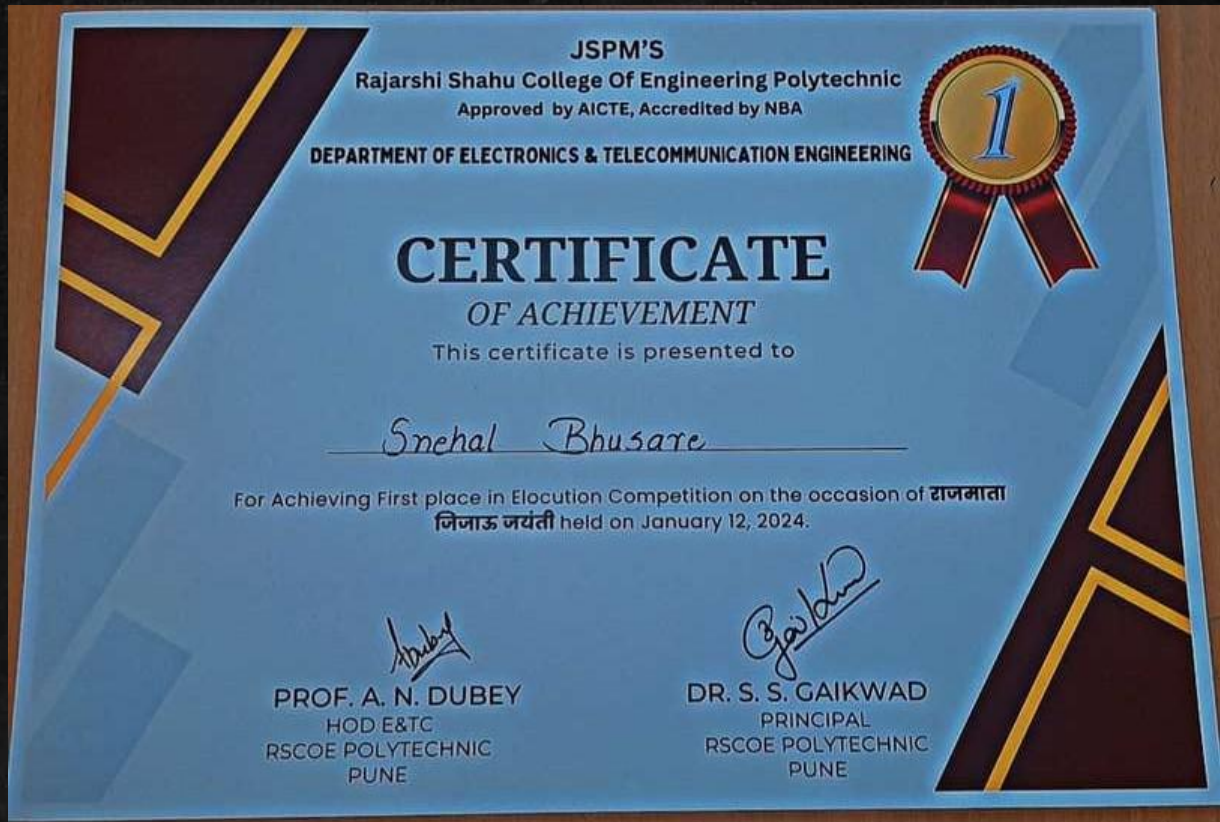 JSPM'S
Rajarshi Shahu College Of Engineering Polytechnic
Approved by AICTE, Accredited by NBA
DEPARTMENT OF ELECTRONICS & TELECOMMUNICATION ENGINEERING
1
CERTIFICATE
OF ACHIEVEMENT
This certificate is presented to
Snehal Bhusare
For Achieving First place in Elocution Competition on the occasion of राजमाता
जिजाऊ जयंती held on January 12, 2024.
PROF. A. N. DUBEY
HOD E&TC
RSCOE POLYTECHNIC
PUNE
DR. S. S. GAIKWAD
PRINCIPAL
RSCOE POLYTECHNIC
PUNE